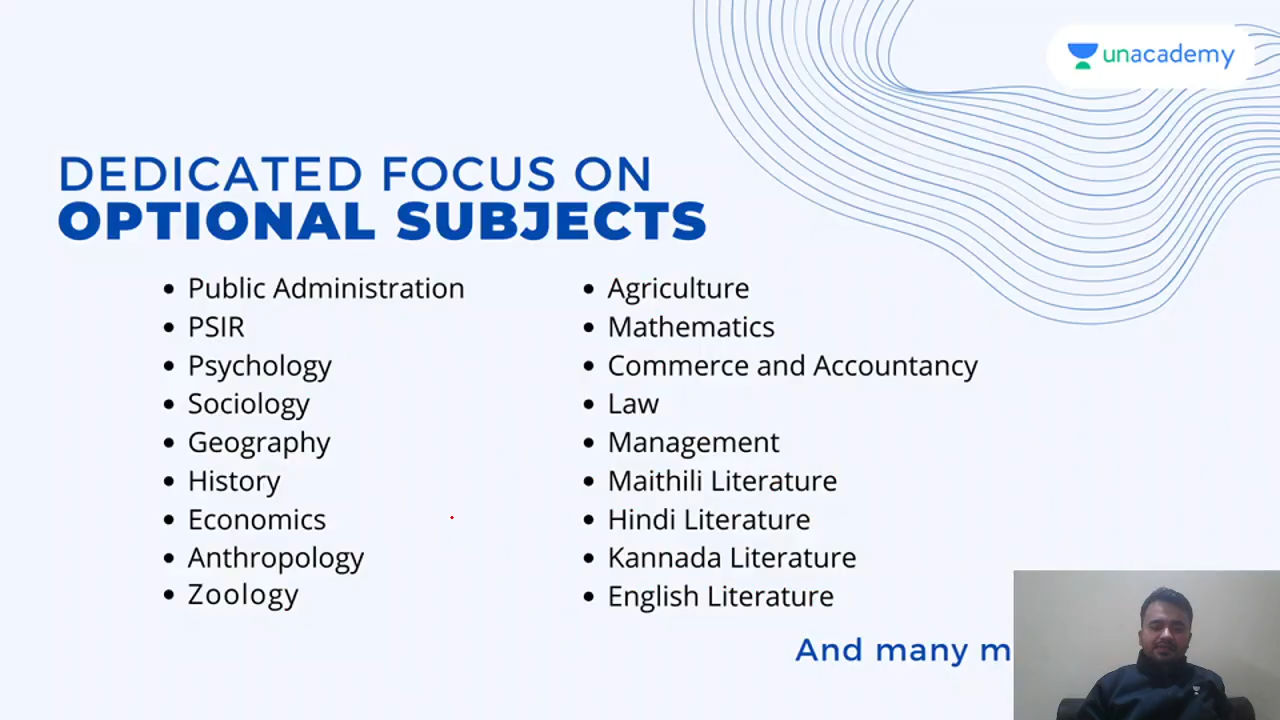 unacademy
DEDICATED FOCUS ON
OPTIONAL SUBJECTS
• Public Administration
• PSIR
• Psychology
• Sociology
• Geography
• History
• Economics
• Anthropology
• Zoology
• Agriculture
• Mathematics
• Commerce and Accountancy
• Law
• Management
• Maithili Literature
• Hindi Literature
• Kannada Literature
• English Literature
And many m